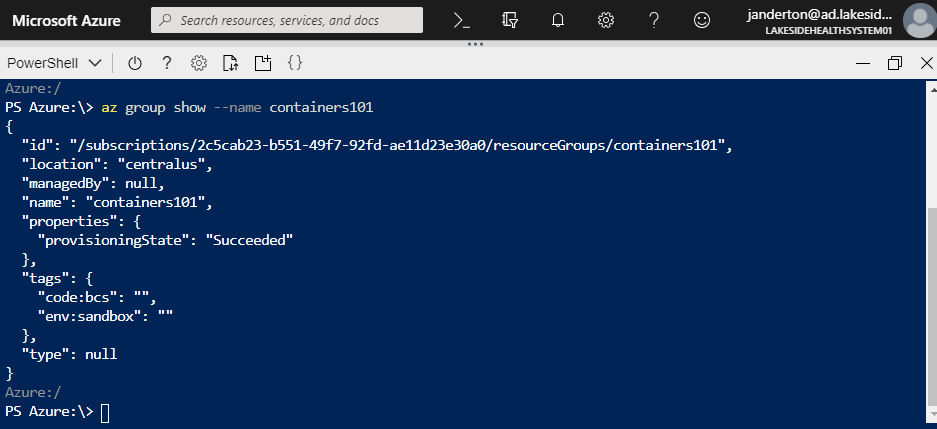 Microsoft Azure
Search resources, services, and docs
janderton@ad.lakesid...
LAKESIDEHEALTHSYSTEM01
PowerShell
Azure:/
PS Azure:\> az group show --name containers101
{
  "id": "/subscriptions/2c5cab23-b551-49f7-92fd-ae11d23e30a0/resourceGroups/containers101",
  "location": "centralus",
  "managedBy": null,
  "name": "containers101",
  "properties": {
    "provisioningState": "Succeeded"
  },
  "tags": {
    "code:bcs": "",
    "env:sandbox": ""
  },
  "type": null
}
Azure:/
PS Azure:\>